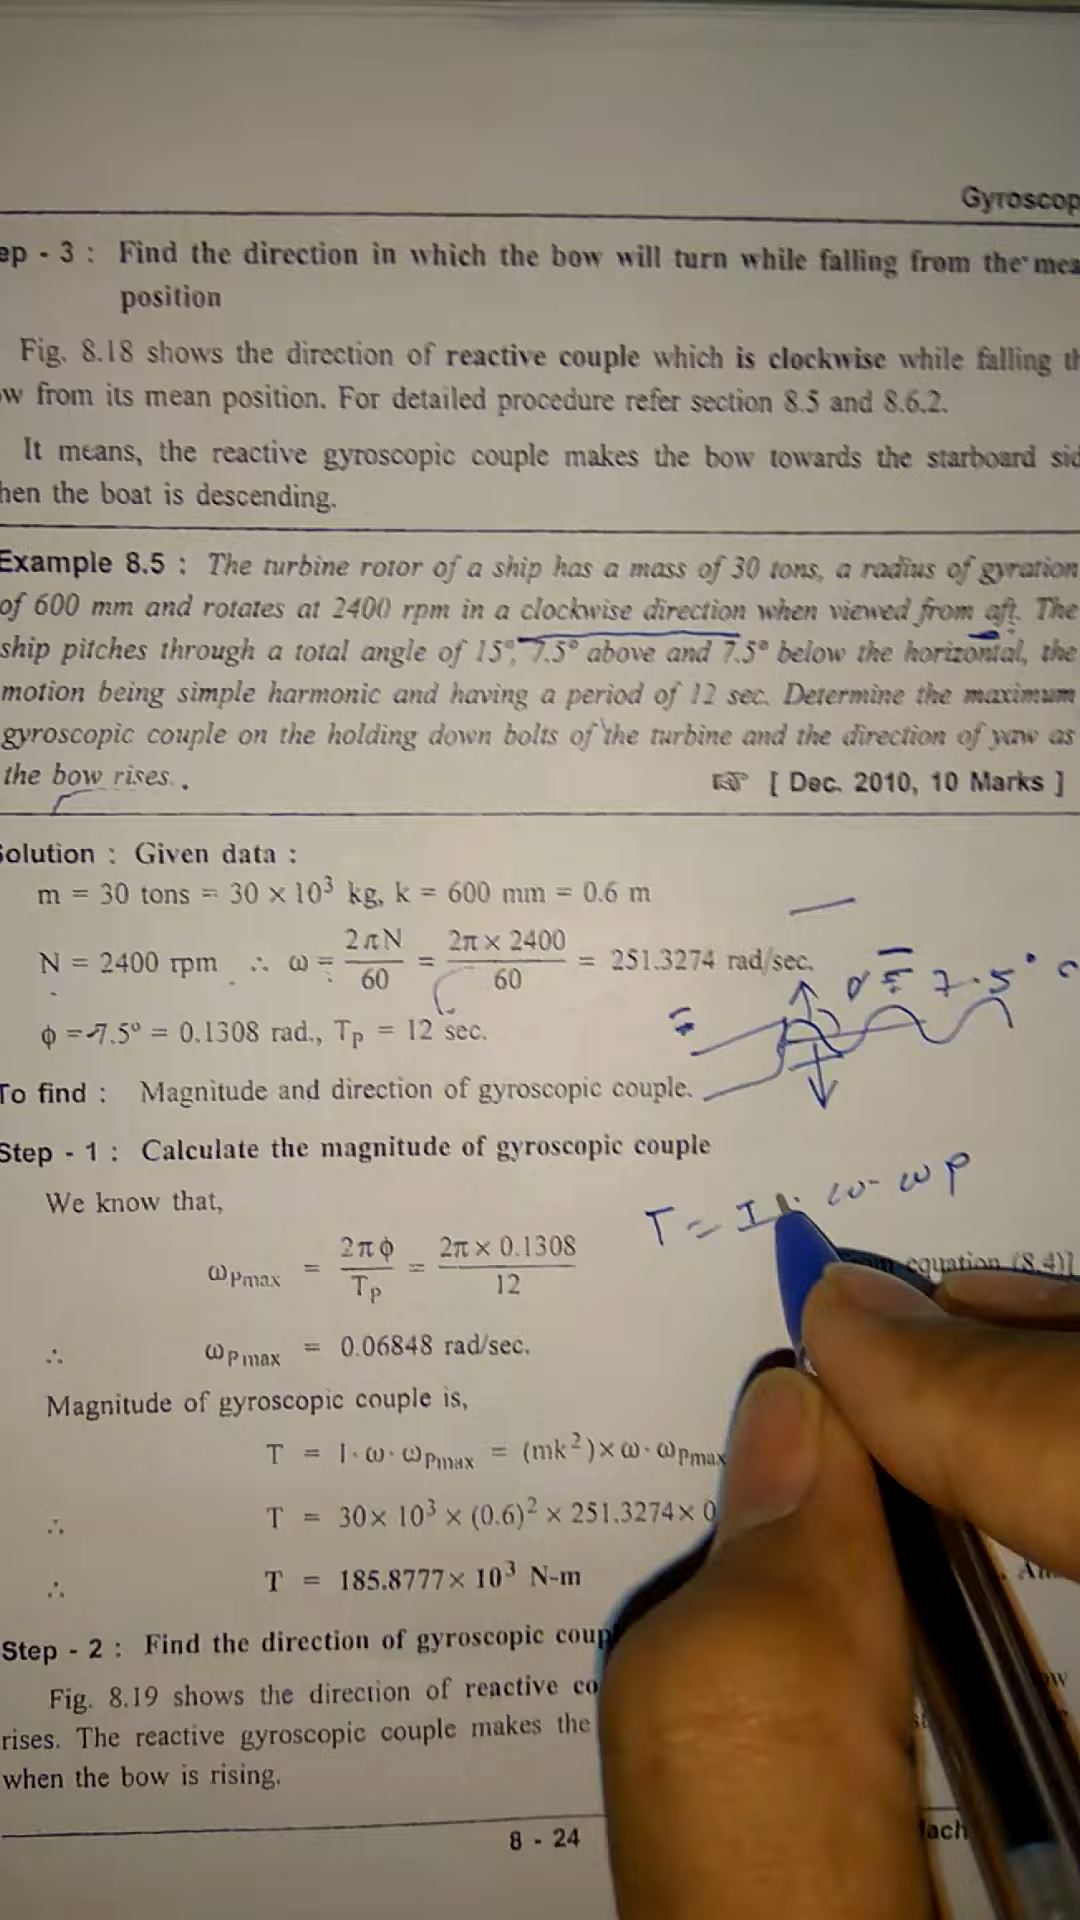 Gyroscop
ep - 3 : Find the direction in which the bow will turn while falling from the mea
position
Fig. 8.18 shows the direction of reactive couple which is clockwise while falling th
ow from its mean position. For detailed procedure refer section 8.5 and 8.6.2.
It means, the reactive gyroscopic couple makes the bow towards the starboard sid
hen the boat is descending.
Example 8.5 : The turbine rotor of a ship has a mass of 30 tons, a radius of gyration
of 600 mm and rotates at 2400 rpm in a clockwise direction when viewed from aft. The
ship pitches through a total angle of 15°, 7.5° above and 7.5° below the horizontal, the
motion being simple harmonic and having a period of 12 sec. Determine the maximum
gyroscopic couple on the holding down bolts of the turbine and the direction of yaw as
the bow rises.
☞ [ Dec. 2010, 10 Marks ]
Solution : Given data :
m = 30 tons = 30 × 10³ kg, k = 600 mm = 0.6 m
N = 2400 rpm ∴ ω = 2πN/60 = 2π × 2400/60 = 251.3274 rad/sec.
ϕ = 7.5° = 0.1308 rad., Tp = 12 sec.
= 7.5°
To find : Magnitude and direction of gyroscopic couple.
Step - 1 : Calculate the magnitude of gyroscopic couple
We know that,
T = I . ω . ωp
ωPmax = 2πϕ/Tp = 2π × 0.1308/12
equation (8.4)]
∴ ωPmax = 0.06848 rad/sec.
Magnitude of gyroscopic couple is,
T = I · ω · ωPmax = (mk²) × ω · ωPmax
∴ T = 30 × 10³ × (0.6)² × 251.3274 × 0
∴ T = 185.8777 × 10³ N-m
Step - 2 : Find the direction of gyroscopic coup
Fig. 8.19 shows the direction of reactive co
rises. The reactive gyroscopic couple makes the
when the bow is rising.
8 - 24